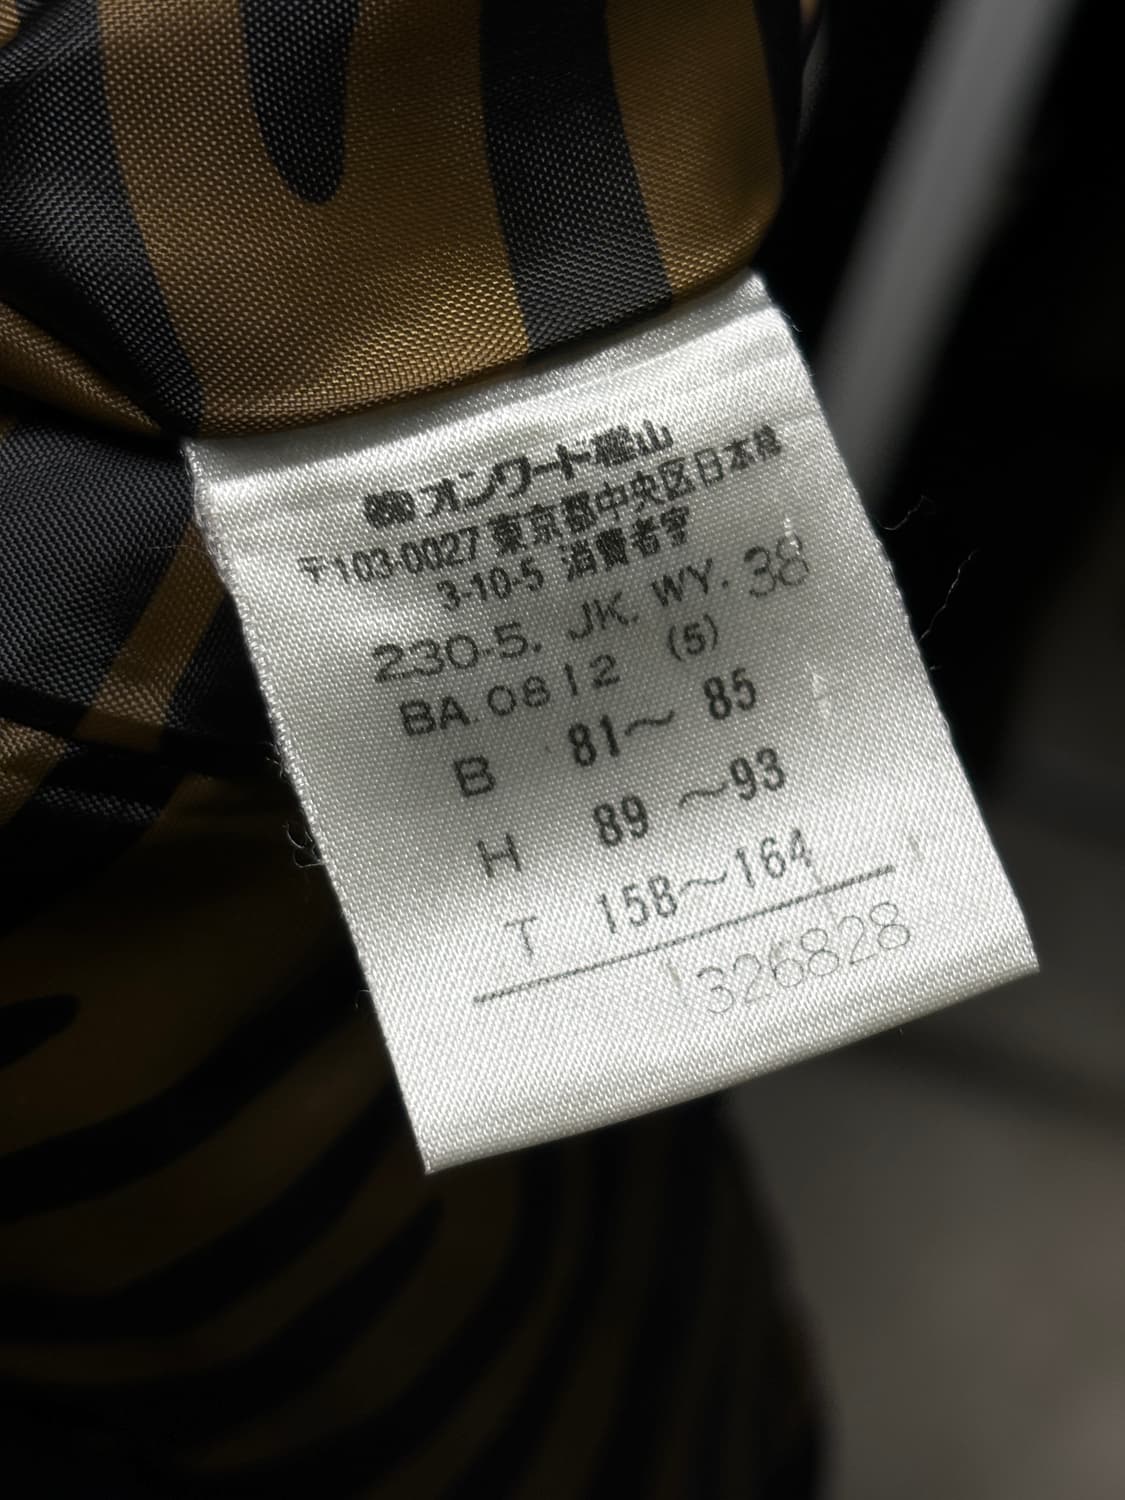 ㈱オンワード樫山
〒103-0027 東京都中央区日本橋
3-10-5 消費者室
230-5. JK. WY. 38
BA.0812 (5)
B 81〜 85
H 89 〜93
T 158〜164
1326828